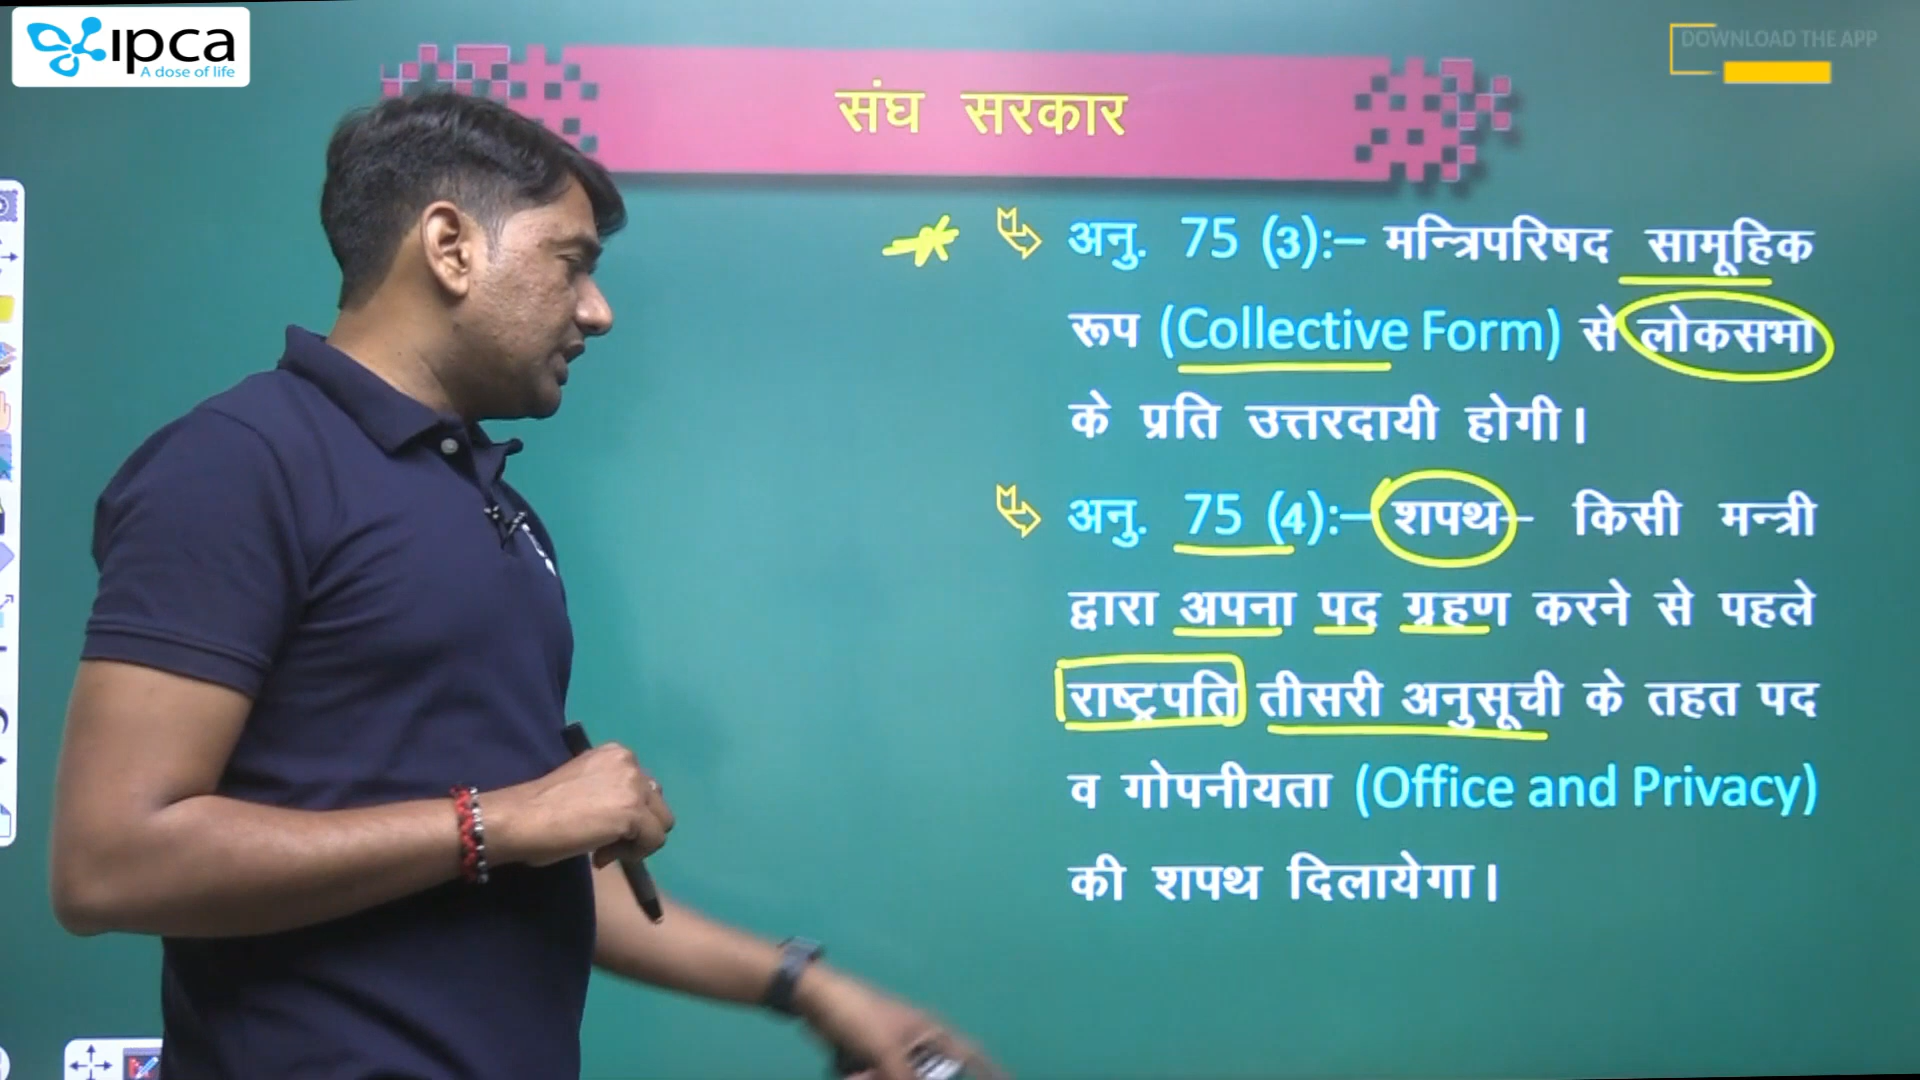 ipca
A dose of life
DOWNLOAD THE APP
संघ सरकार
अनु. 75 (3):– मन्त्रिपरिषद सामूहिक
रूप (Collective Form) से लोकसभा
के प्रति उत्तरदायी होगी।
अनु. 75 (4):– शपथ – किसी मन्त्री
द्वारा अपना पद ग्रहण करने से पहले
राष्ट्रपति तीसरी अनुसूची के तहत पद
व गोपनीयता (Office and Privacy)
की शपथ दिलायेगा।